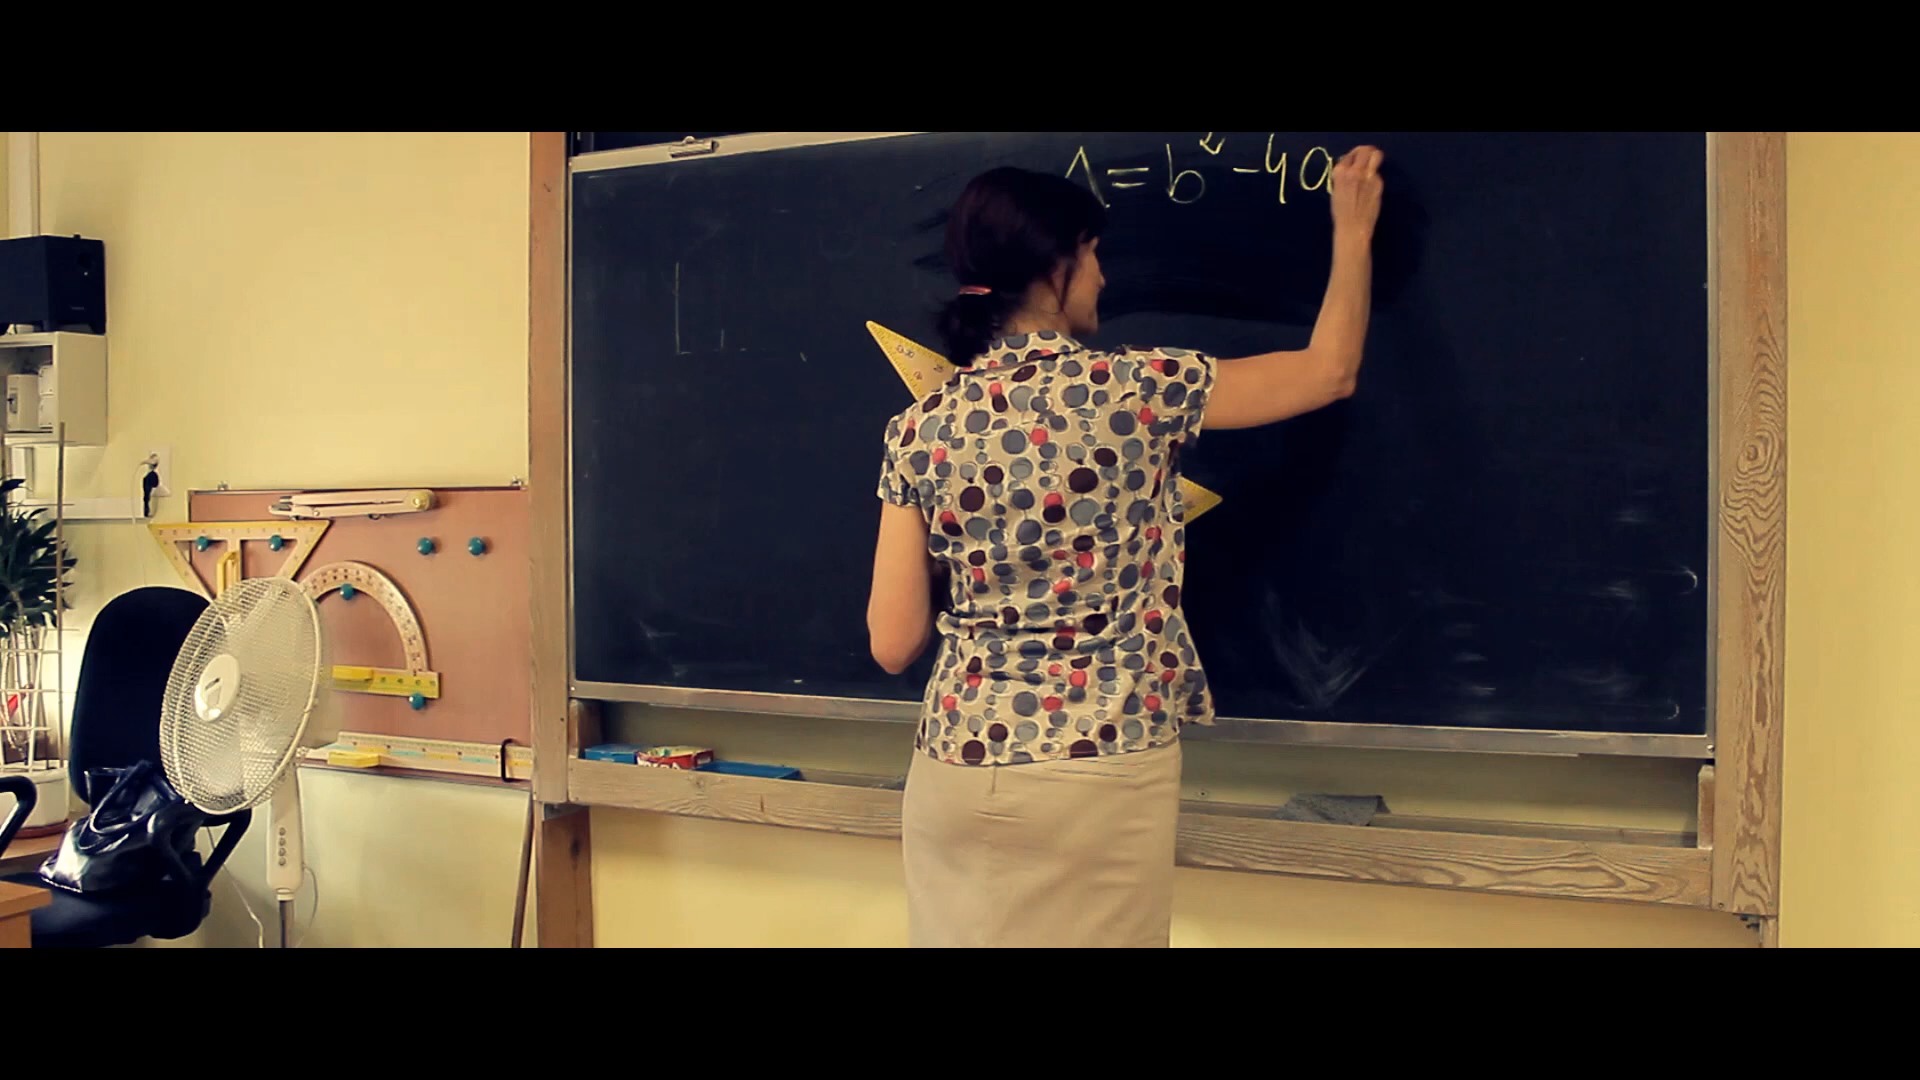 Δ = b² - 4a